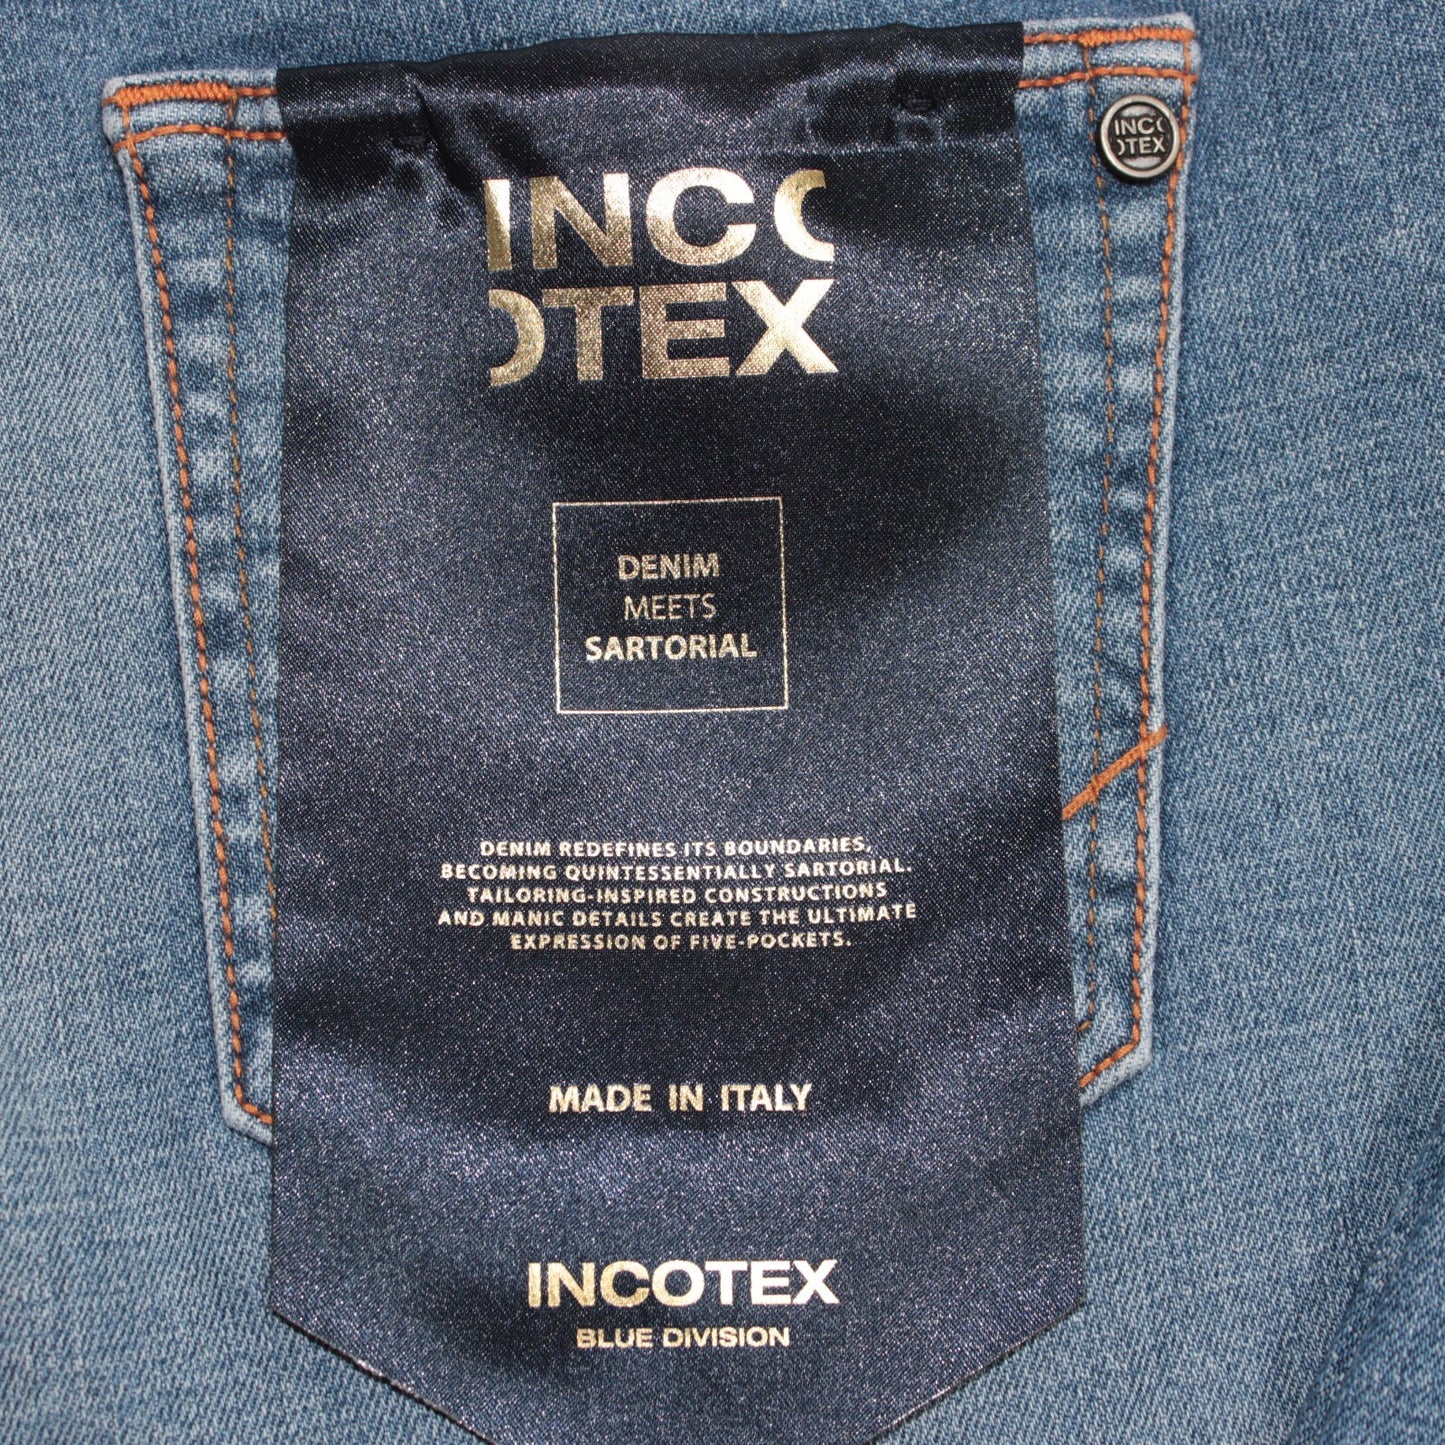 INCO
OTEX
INCO
OTEX
DENIM
MEETS
SARTORIAL
DENIM REDEFINES ITS BOUNDARIES,
BECOMING QUINTESSENTIALLY SARTORIAL.
TAILORING-INSPIRED CONSTRUCTIONS
AND MANIC DETAILS CREATE THE ULTIMATE
EXPRESSION OF FIVE-POCKETS.
MADE IN ITALY
INCOTEX
BLUE DIVISION